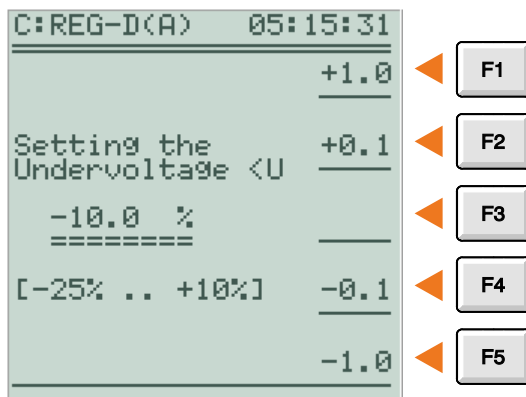 C:REG-D(A) 05:15:31
+1.0 F1
Setting the +0.1 F2
Undervoltage <U
-10.0 % F3
========
[-25% .. +10%] -0.1 F4
-1.0 F5